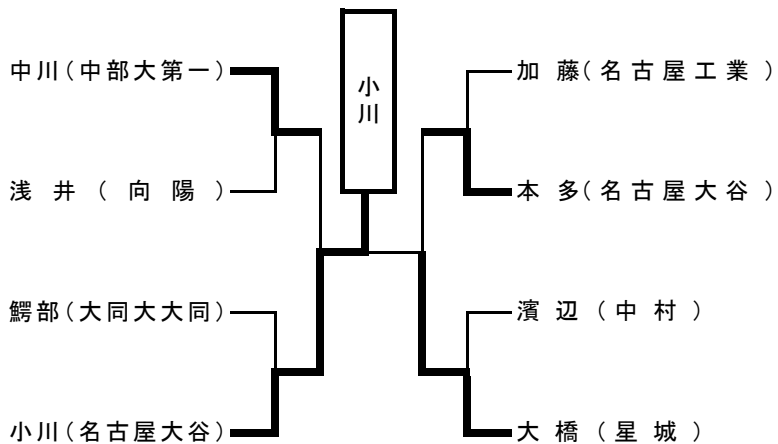 小川
中川(中部大第一)
浅井(向陽)
鰐部(大同大大同)
小川(名古屋大谷)
加藤(名古屋工業)
本多(名古屋大谷)
濱辺(中村)
大橋(星城)